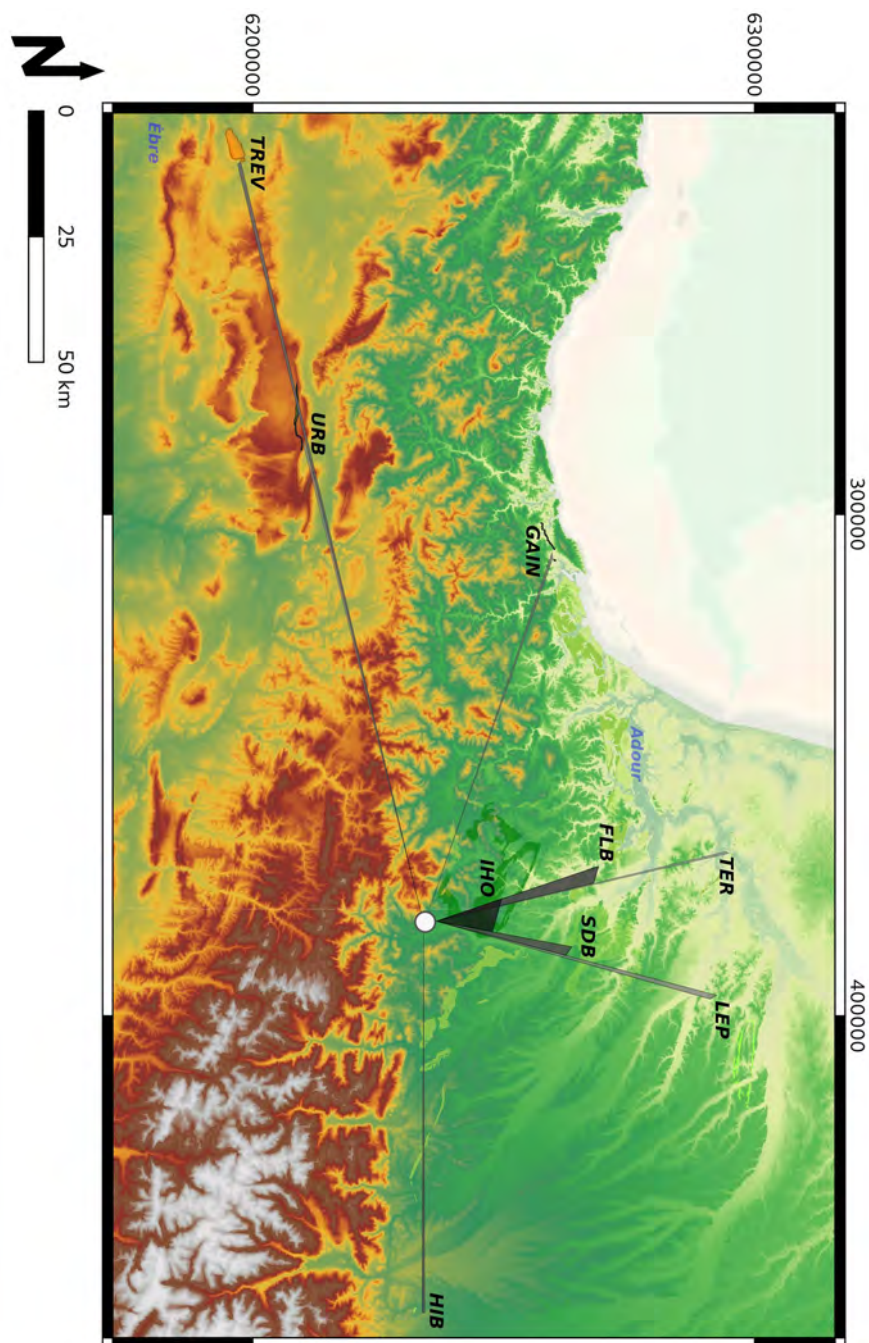 300000
400000
6300000
TER
LEP
Adour
FLB
SDB
GAIN
IHO
HIB
URB
6200000
TREV
Èbre
0 25 50 km
N